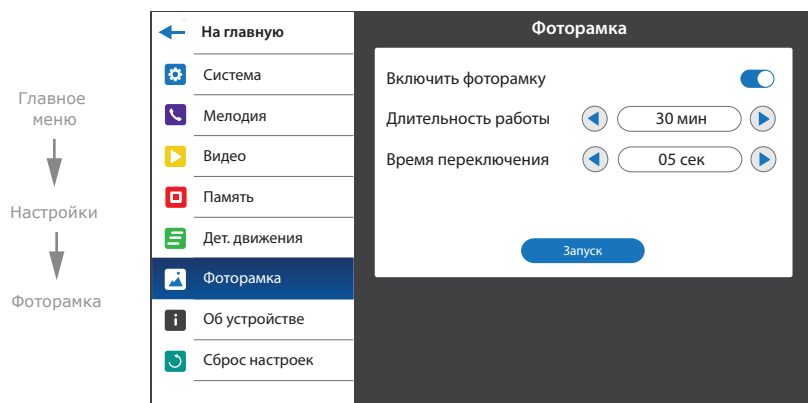 Главное
меню
Настройки
Фоторамка
На главную
Система
Мелодия
Видео
Память
Дет. движения
Фоторамка
Об устройстве
Сброс настроек
Фоторамка
Включить фоторамку
Длительность работы 30 мин
Время переключения 05 сек
Запуск